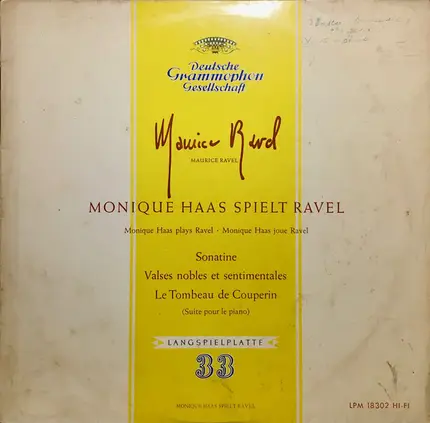 Deutsche
Grammophon
Gesellschaft
Maurice Ravel
MAURICE RAVEL
MONIQUE HAAS SPIELT RAVEL
Monique Haas plays Ravel · Monique Haas joue Ravel
Sonatine
Valses nobles et sentimentales
Le Tombeau de Couperin
(Suite pour le piano)
LANGSPIELPLATTE
33
MONIQUE HAAS SPIELT RAVEL
LPM 18302 HI-FI